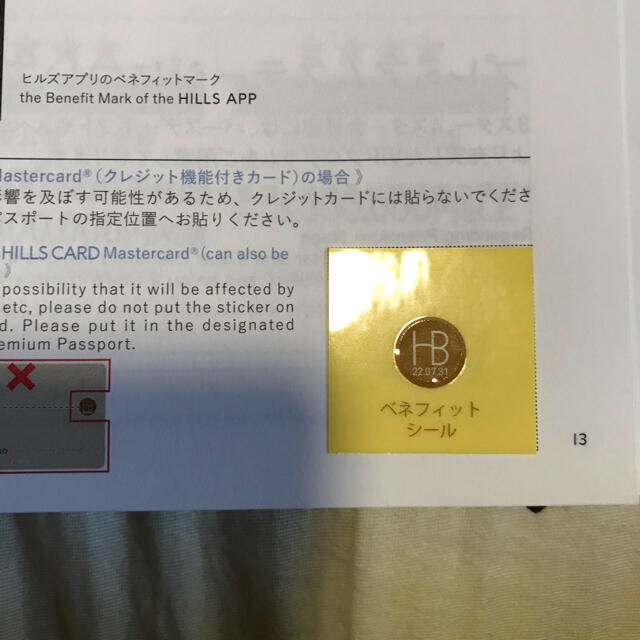 ヒルズアプリのベネフィットマーク
the Benefit Mark of the HILLS APP
Mastercard®（クレジット機能付きカード）の場合 》
影響を及ぼす可能性があるため、クレジットカードには貼らないでくださ
パスポートの指定位置へお貼りください。
HILLS CARD Mastercard®(can also be
》
possibility that it will be affected by
etc, please do not put the sticker on
d. Please put it in the designated
remium Passport.
HB
22.07.31
ベネフィット
シール
13